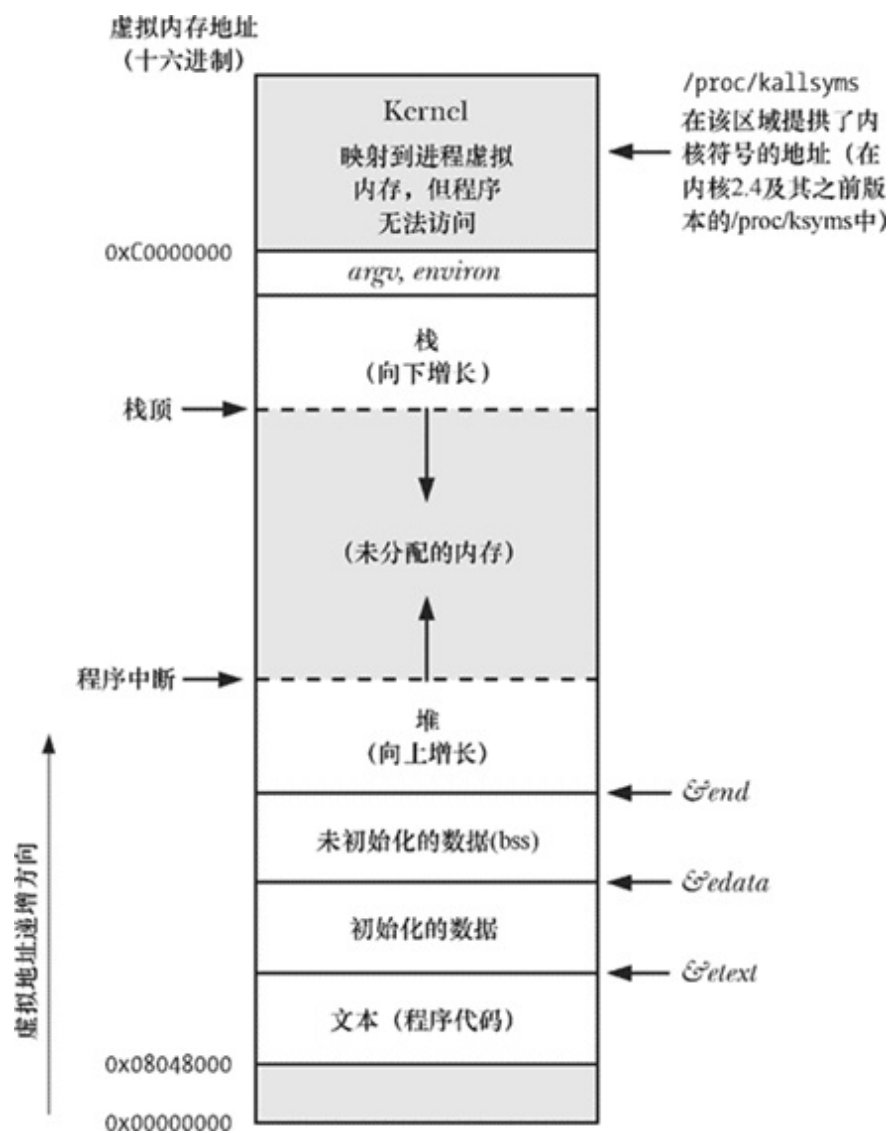 虚拟内存地址
（十六进制）
Kernel
映射到进程虚拟
内存，但程序
无法访问
/proc/kallsyms
在该区域提供了内
核符号的地址（在
内核2.4及其之前版
本的/proc/ksyms中）
0xC0000000
argv, environ
栈
（向下增长）
栈顶
（未分配的内存）
程序中断
堆
（向上增长）
&end
未初始化的数据(bss)
&edata
初始化的数据
&etext
文本（程序代码）
0x08048000
0x00000000
虚拟地址递增方向